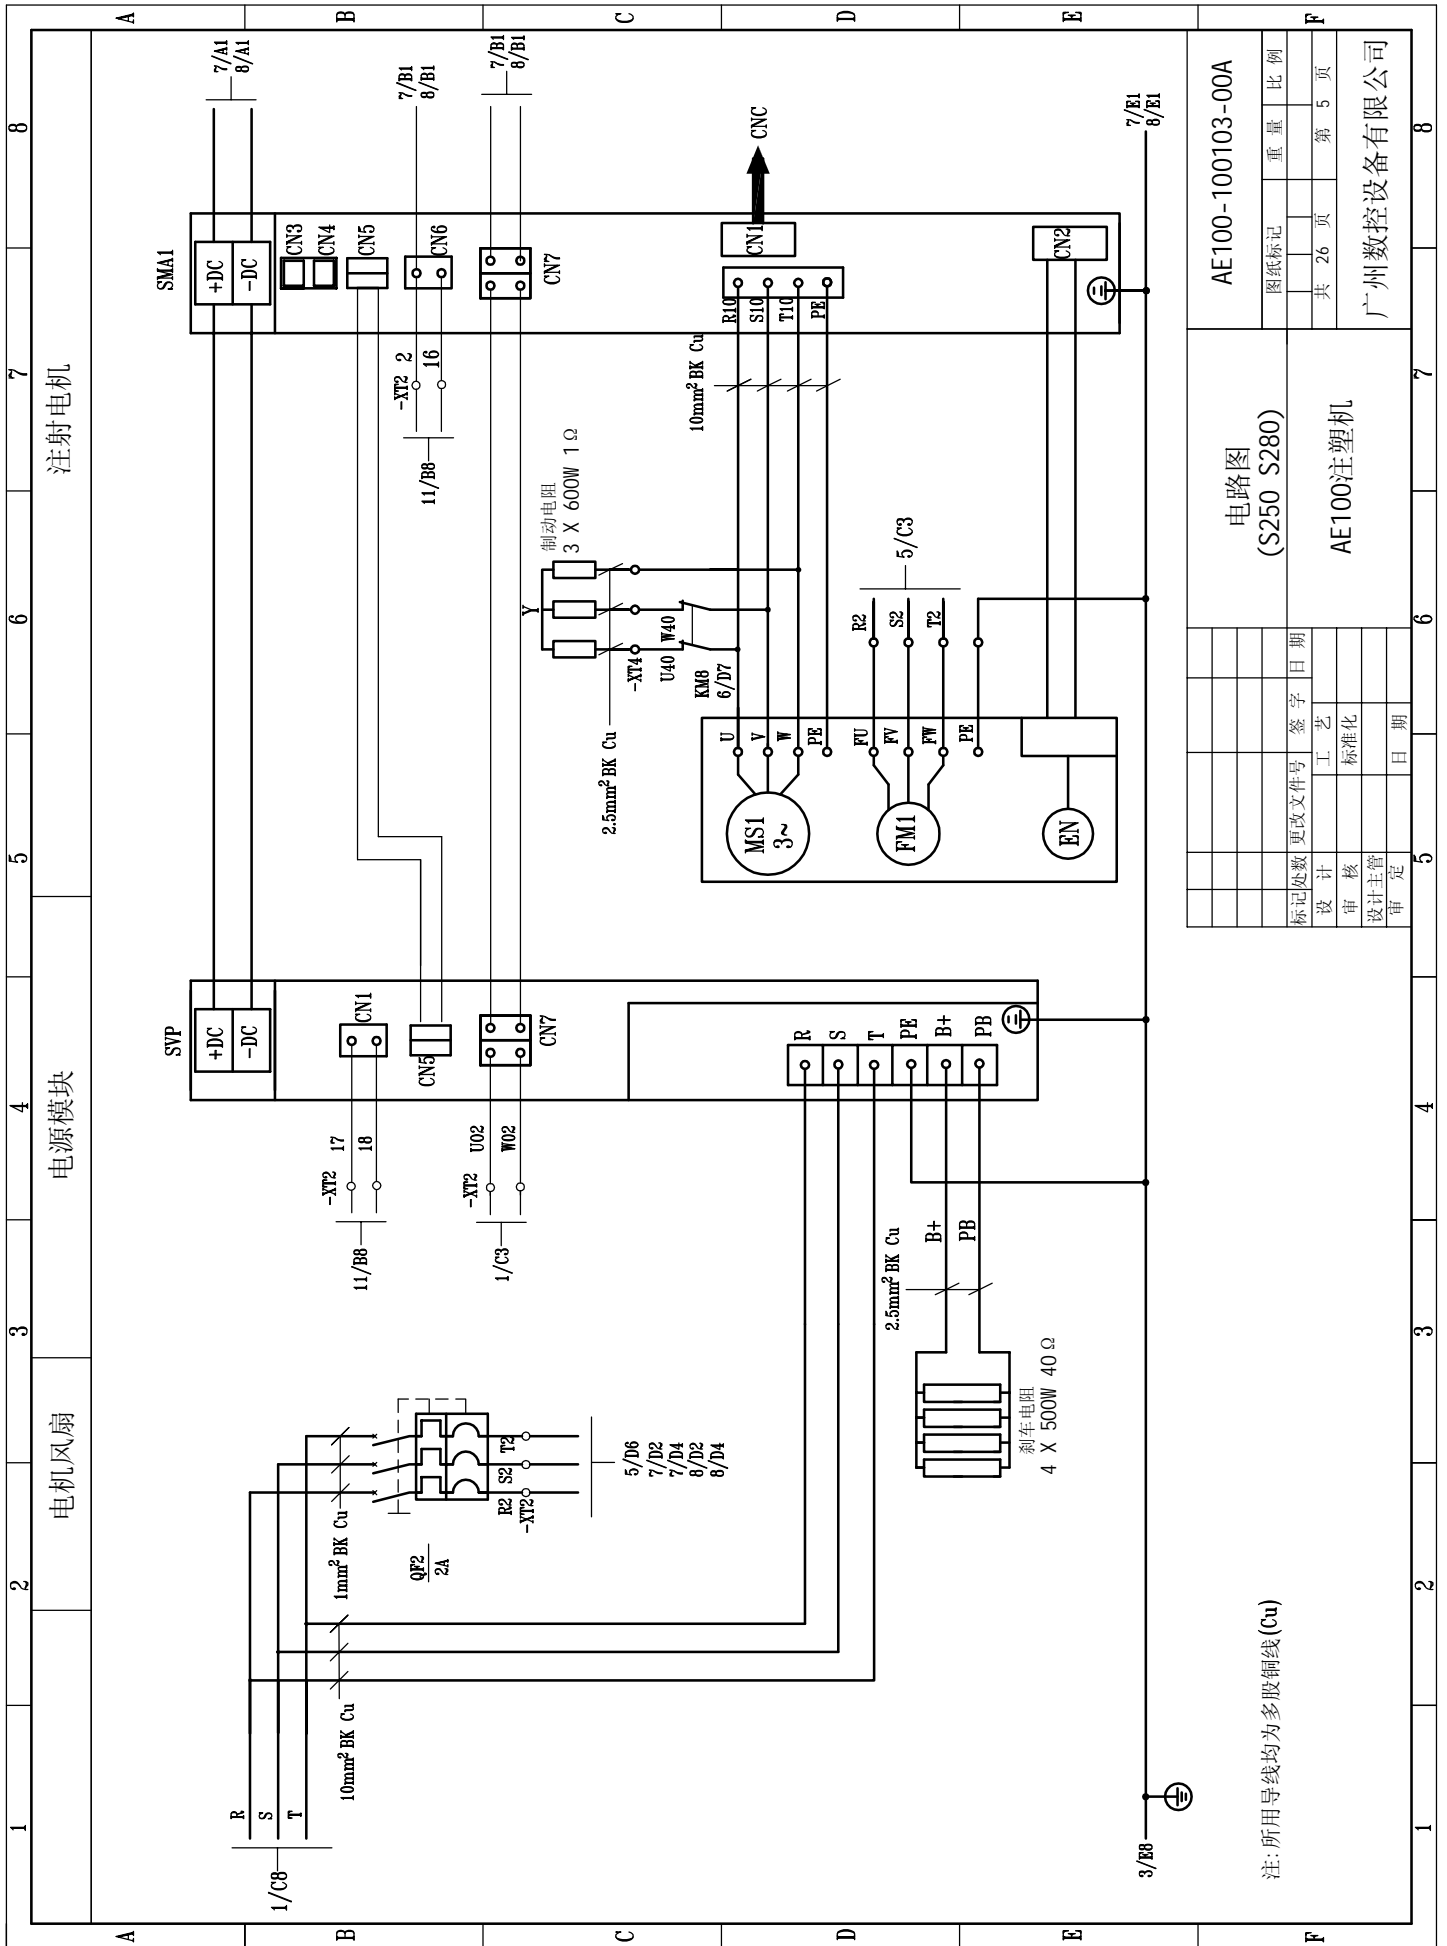 1 2 3 4 5 6 7 8
A
B
C
D
E
F
电机风扇
电源模块
注射电机
1/C8
R
S
T
10mm² BK Cu
1mm² BK Cu
QF2
2A
R2 S2 T2
-XT2
5/D6
7/D2
7/D4
8/D2
8/D4
SVP
+DC
-DC
11/B8
-XT2
17
18
CN1
CN5
1/C3
-XT2
U02
W02
CN7
R
S
T
PE
B+
PB
2.5mm² BK Cu
B+
PB
刹车电阻
4 X 500W 40Ω
SMA1
+DC
-DC
7/A1
8/A1
CN3
CN4
CN5
CN6
7/B1
8/B1
-XT2
2
16
11/B8
CN7
7/B1
8/B1
制动电阻
3 X 600W 1Ω
Y
-XT4
U40 W40
KM8
6/D7
2.5mm² BK Cu
10mm² BK Cu
R10
S10
T10
PE
CN1
CNC
CN2
U
V
W
PE
MS1
3~
FU
FV
FW
PE
FM1
R2
S2
T2
5/C3
EN
3/E8
7/E1
8/E1
注: 所用导线均为多股铜线(Cu)
标记 处数 更改文件号 签 字 日 期
设 计 工 艺
审 核 标准化
设计主管
审 定 日 期
电路图
(S250 S280)
AE100注塑机
AE100-100103-00A
图纸标记 重 量 比 例
共 26 页 第 5 页
广州数控设备有限公司
A
B
C
D
E
F
1 2 3 4 5 6 7 8